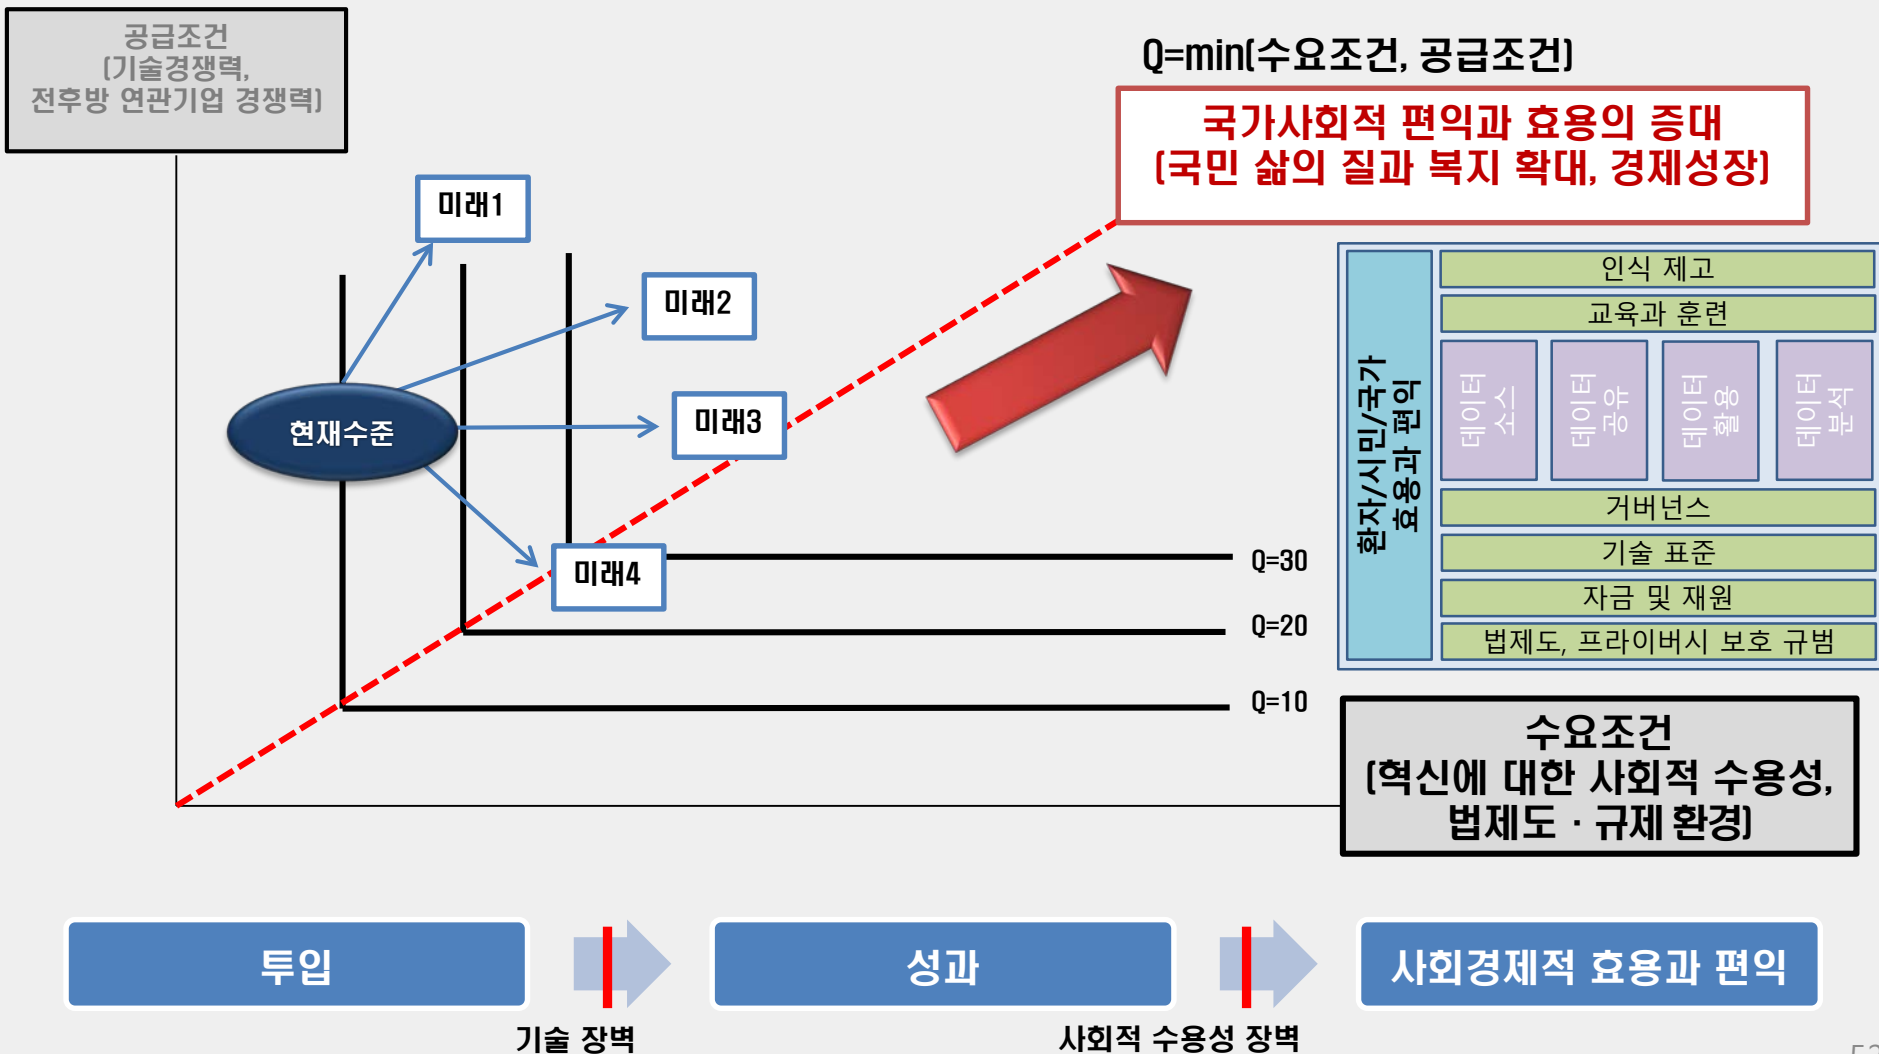 공급조건
(기술경쟁력,
전후방 연관기업 경쟁력)
Q=min(수요조건, 공급조건)
국가사회적 편익과 효용의 증대
(국민 삶의 질과 복지 확대, 경제성장)
미래1
미래2
미래3
미래4
현재수준
Q=30
Q=20
Q=10
환자/시민/국가
효용과 편익
인식 제고
교육과 훈련
데이터
소스
데이터
공유
데이터
활용
데이터
분석
거버넌스
기술 표준
자금 및 재원
법제도, 프라이버시 보호 규범
수요조건
(혁신에 대한 사회적 수용성,
법제도 · 규제 환경)
투입
성과
사회경제적 효용과 편익
기술 장벽
사회적 수용성 장벽